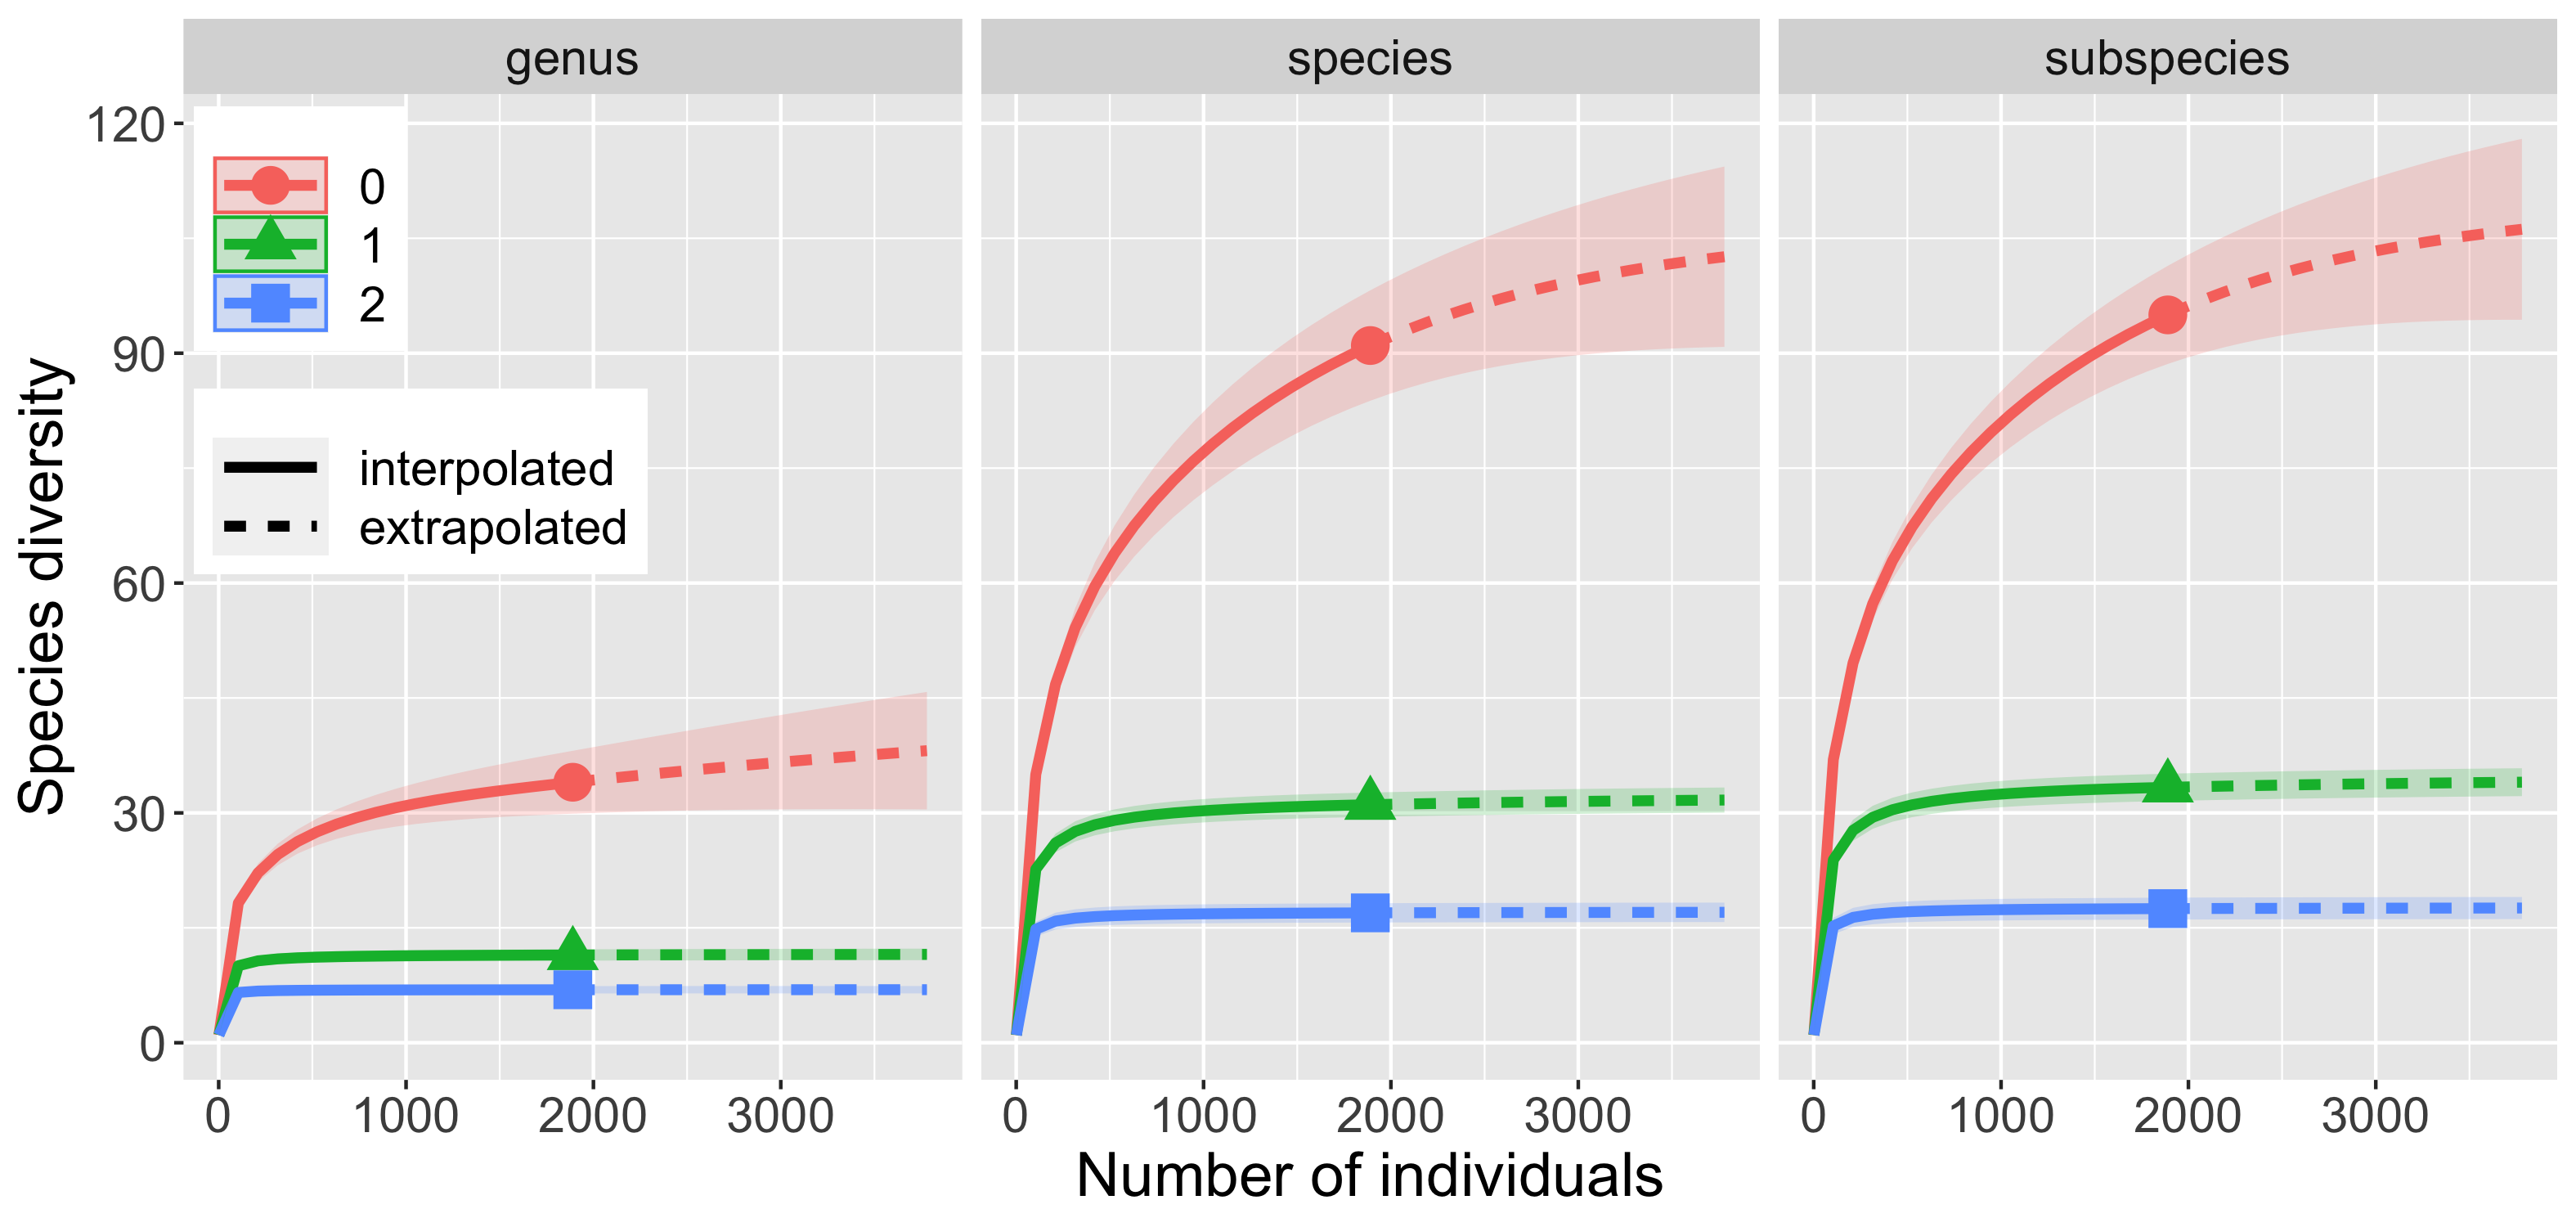 genus
species
subspecies
120
90
60
30
0
Species diversity
0
1
2
interpolated
extrapolated
0 1000 2000 3000
0 1000 2000 3000
0 1000 2000 3000
Number of individuals